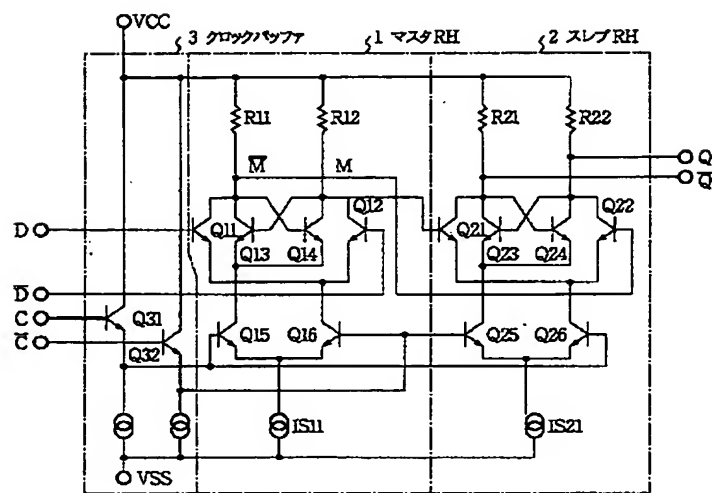 VCC
3 クロックバッファ
1 マスタRH
2 スレブRH
R11
R12
R21
R22
M̅
M
Q
Q̅
D
Q11
Q12
Q13
Q14
Q21
Q22
Q23
Q24
D̅
C
Q31
C̅
Q32
Q15
Q16
Q25
Q26
IS11
IS21
VSS